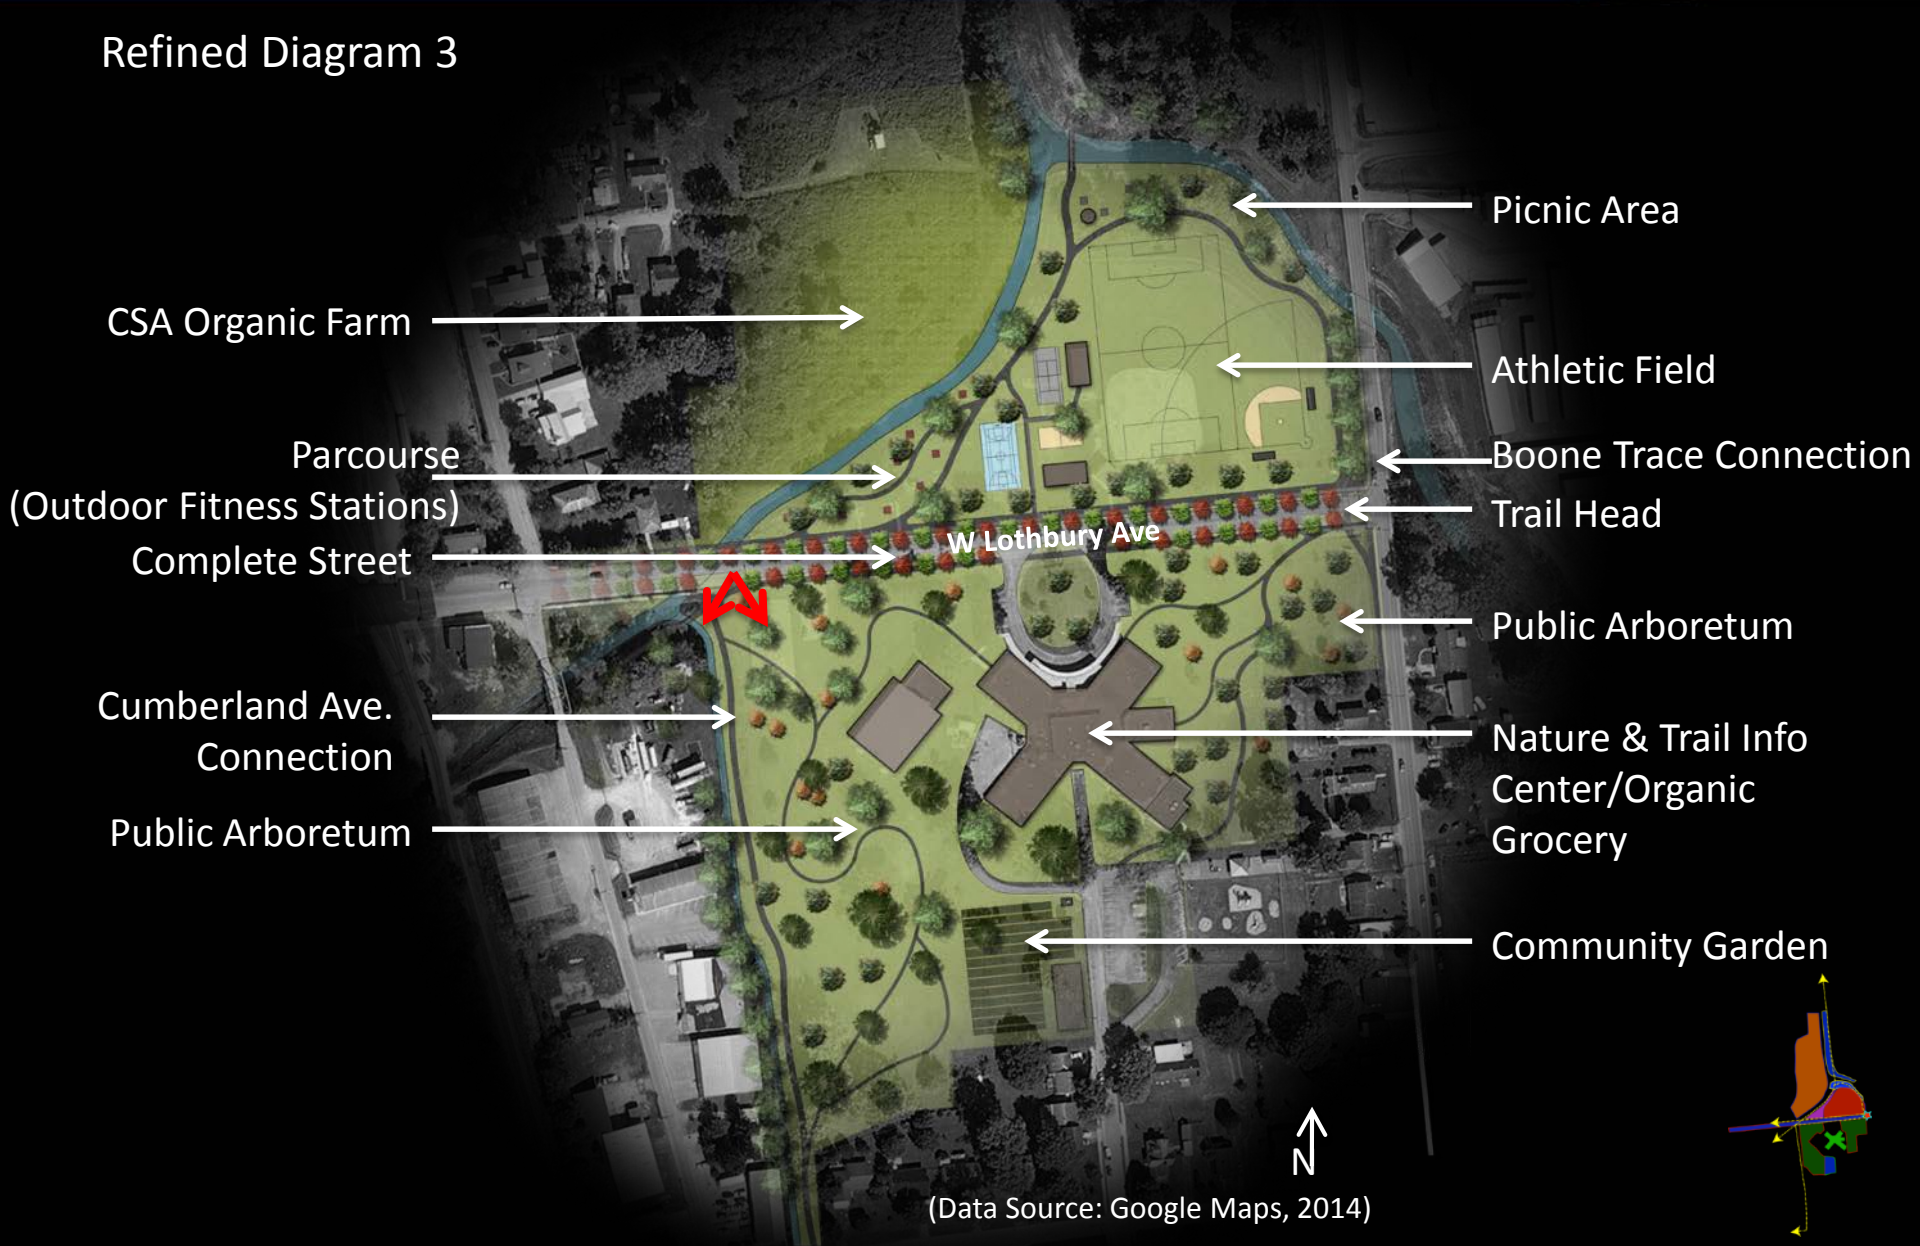 Refined Diagram 3
Picnic Area
CSA Organic Farm
Athletic Field
Parcourse
(Outdoor Fitness Stations)
Boone Trace Connection
Trail Head
W Lothbury Ave
Complete Street
Public Arboretum
Cumberland Ave.
Connection
Nature & Trail Info
Center/Organic
Grocery
Public Arboretum
Community Garden
N
(Data Source: Google Maps, 2014)